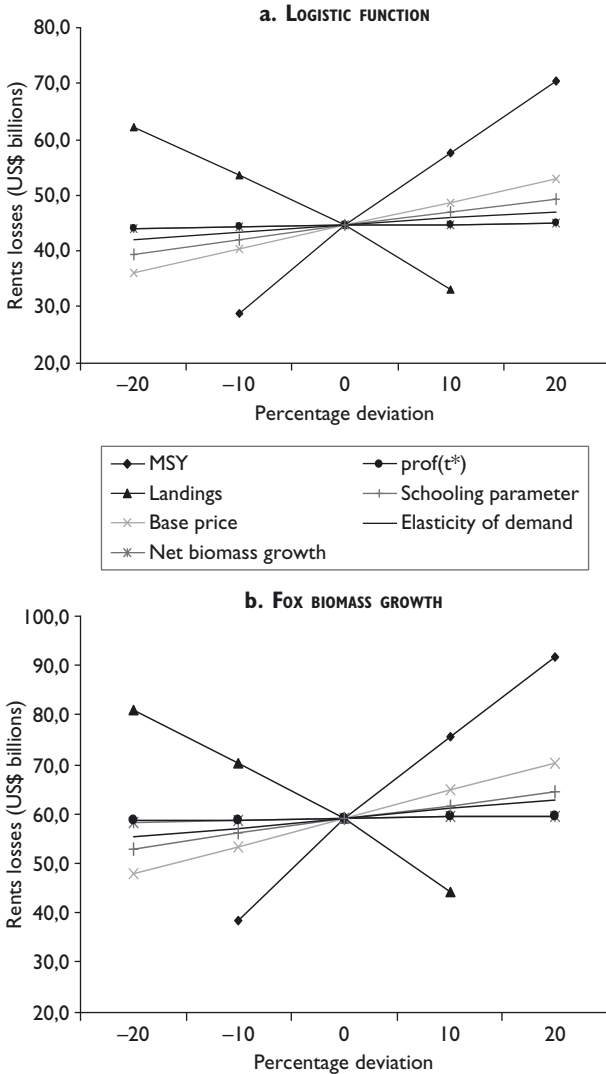 a. LOGISTIC FUNCTION
80,0
70,0
60,0
50,0
40,0
30,0
20,0
Rents losses (US$ billions)
–20 –10 0 10 20
Percentage deviation
MSY prof(t*)
Landings Schooling parameter
Base price Elasticity of demand
Net biomass growth
b. FOX BIOMASS GROWTH
100,0
90,0
80,0
70,0
60,0
50,0
40,0
30,0
20,0
Rents losses (US$ billions)
–20 –10 0 10 20
Percentage deviation